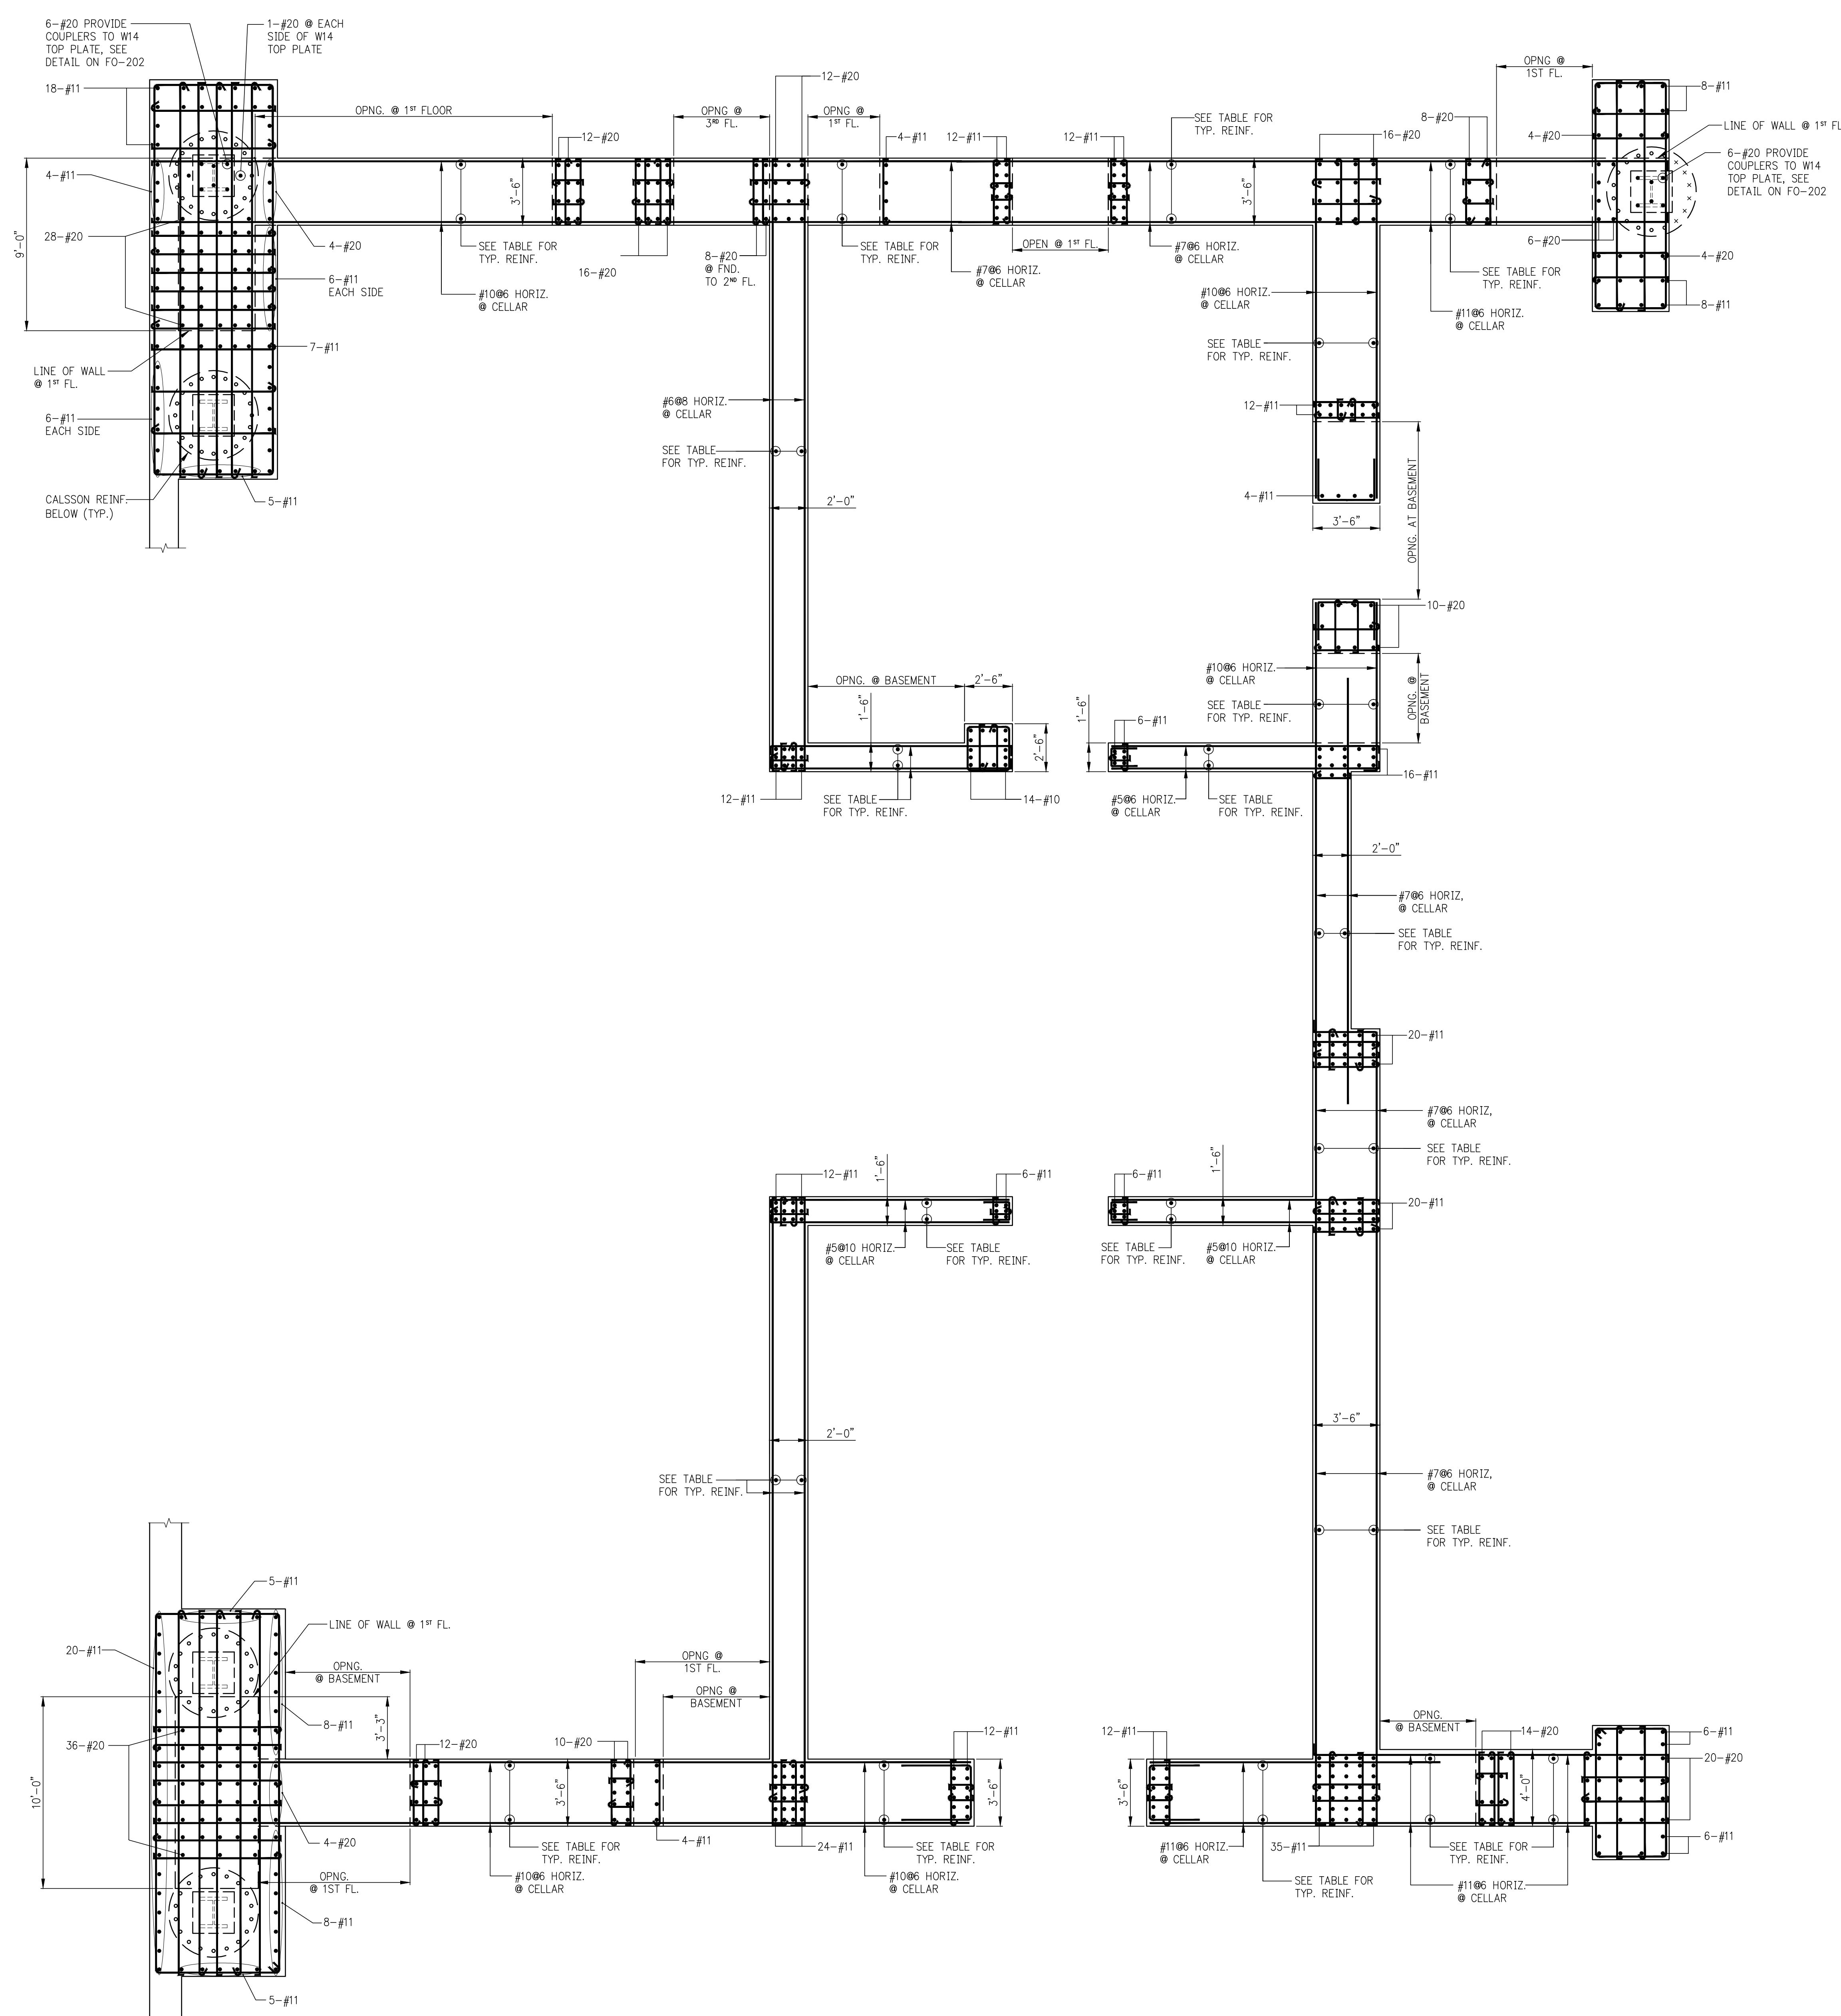 6-#20 PROVIDE
COUPLERS TO W14
TOP PLATE, SEE
DETAIL ON FO-202
1-#20 @ EACH
SIDE OF W14
TOP PLATE
18-#11
4-#11
9'-0"
28-#20
LINE OF WALL
@ 1ST FL.
6-#11
EACH SIDE
CALSSON REINF.
BELOW (TYP.)
5-#11
7-#11
6-#11
EACH SIDE
4-#20
OPNG. @ 1ST FLOOR
3'-6"
SEE TABLE FOR
TYP. REINF.
#10@6 HORIZ.
@ CELLAR
12-#20
16-#20
OPNG @
3RD FL.
8-#20
@ FND.
TO 2ND FL.
12-#20
OPNG @
1ST FL.
SEE TABLE FOR
TYP. REINF.
4-#11
12-#11
#7@6 HORIZ.
@ CELLAR
OPEN @ 1ST FL.
12-#11
#7@6 HORIZ.
@ CELLAR
SEE TABLE FOR
TYP. REINF.
3'-6"
16-#20
8-#20
OPNG @
1ST FL.
8-#11
4-#20
LINE OF WALL @ 1ST FL
6-#20 PROVIDE
COUPLERS TO W14
TOP PLATE, SEE
DETAIL ON FO-202
6-#20
4-#20
8-#11
SEE TABLE FOR
TYP. REINF.
#11@6 HORIZ.
@ CELLAR
#10@6 HORIZ.
@ CELLAR
SEE TABLE
FOR TYP. REINF.
12-#11
4-#11
3'-6"
OPNG. AT BASEMENT
#6@8 HORIZ.
@ CELLAR
SEE TABLE
FOR TYP. REINF.
2'-0"
10-#20
#10@6 HORIZ.
@ CELLAR
SEE TABLE
FOR TYP. REINF.
OPNG. @
BASEMENT
OPNG. @ BASEMENT
2'-6"
1'-6"
2'-6"
12-#11
SEE TABLE
FOR TYP. REINF.
14-#10
1'-6"
6-#11
#5@6 HORIZ.
@ CELLAR
SEE TABLE
FOR TYP. REINF.
16-#11
2'-0"
#7@6 HORIZ,
@ CELLAR
SEE TABLE
FOR TYP. REINF.
20-#11
#7@6 HORIZ,
@ CELLAR
SEE TABLE
FOR TYP. REINF.
12-#11
1'-6"
6-#11
#5@10 HORIZ.
@ CELLAR
SEE TABLE
FOR TYP. REINF.
6-#11
1'-6"
SEE TABLE
FOR TYP. REINF.
#5@10 HORIZ.
@ CELLAR
20-#11
2'-0"
SEE TABLE
FOR TYP. REINF.
3'-6"
#7@6 HORIZ,
@ CELLAR
SEE TABLE
FOR TYP. REINF.
5-#11
LINE OF WALL @ 1ST FL.
20-#11
OPNG.
@ BASEMENT
3'-3"
8-#11
36-#20
10'-0"
4-#20
OPNG.
@ 1ST FL.
8-#11
5-#11
12-#20
10-#20
3'-6"
SEE TABLE FOR
TYP. REINF.
#10@6 HORIZ.
@ CELLAR
OPNG @
1ST FL.
OPNG @
BASEMENT
4-#11
24-#11
SEE TABLE FOR
TYP. REINF.
#10@6 HORIZ.
@ CELLAR
12-#11
3'-6"
12-#11
3'-6"
#11@6 HORIZ.
@ CELLAR
35-#11
SEE TABLE FOR
TYP. REINF.
OPNG.
@ BASEMENT
14-#20
4'-0"
SEE TABLE FOR
TYP. REINF.
#11@6 HORIZ.
@ CELLAR
6-#11
20-#20
6-#11